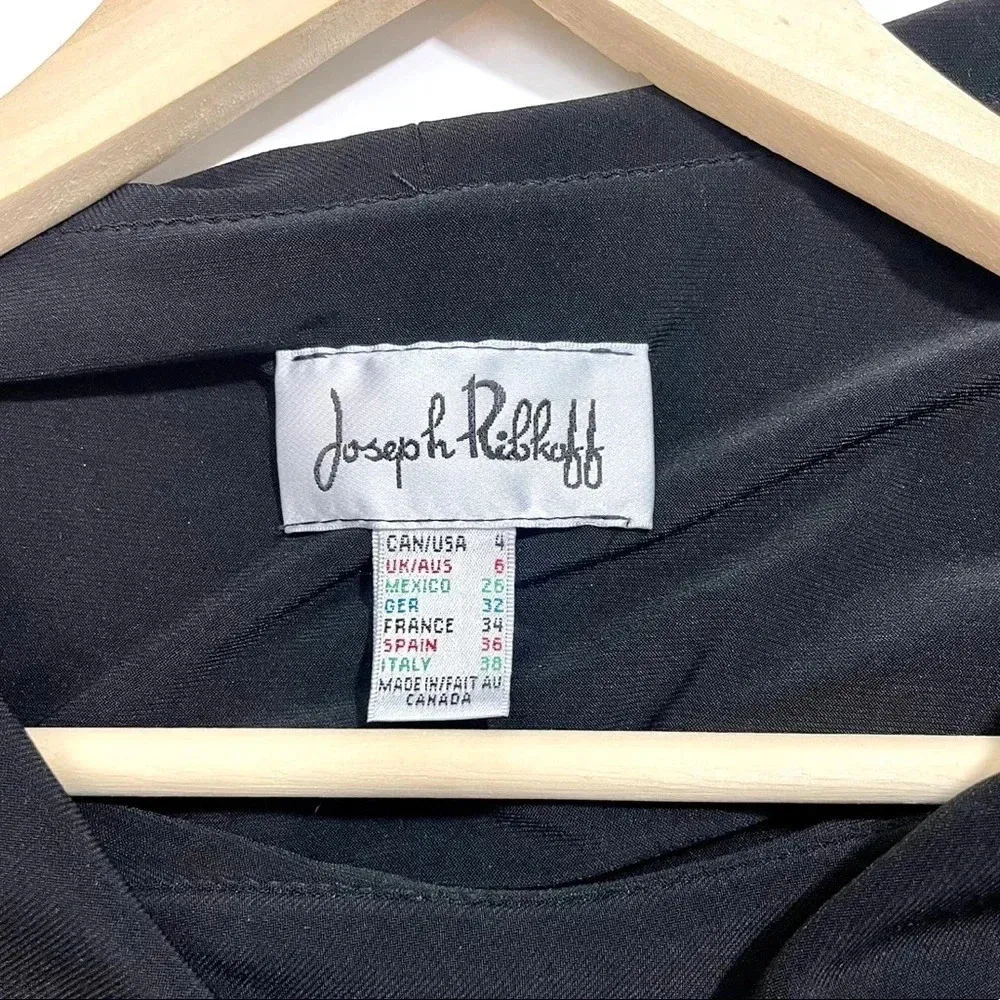 Joseph Ribkoff
CAN/USA 4
UK/AUS 6
MEXICO 26
GER 32
FRANCE 34
SPAIN 36
ITALY 38
MADE IN/FAIT AU
CANADA